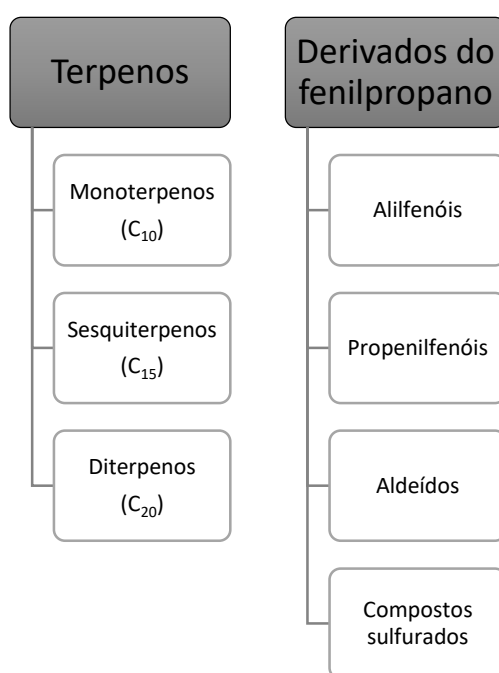 Terpenos
Monoterpenos
(C₁₀)
Sesquiterpenos
(C₁₅)
Diterpenos
(C₂₀)
Derivados do
fenilpropano
Alilfenóis
Propenilfenóis
Aldeídos
Compostos
sulfurados